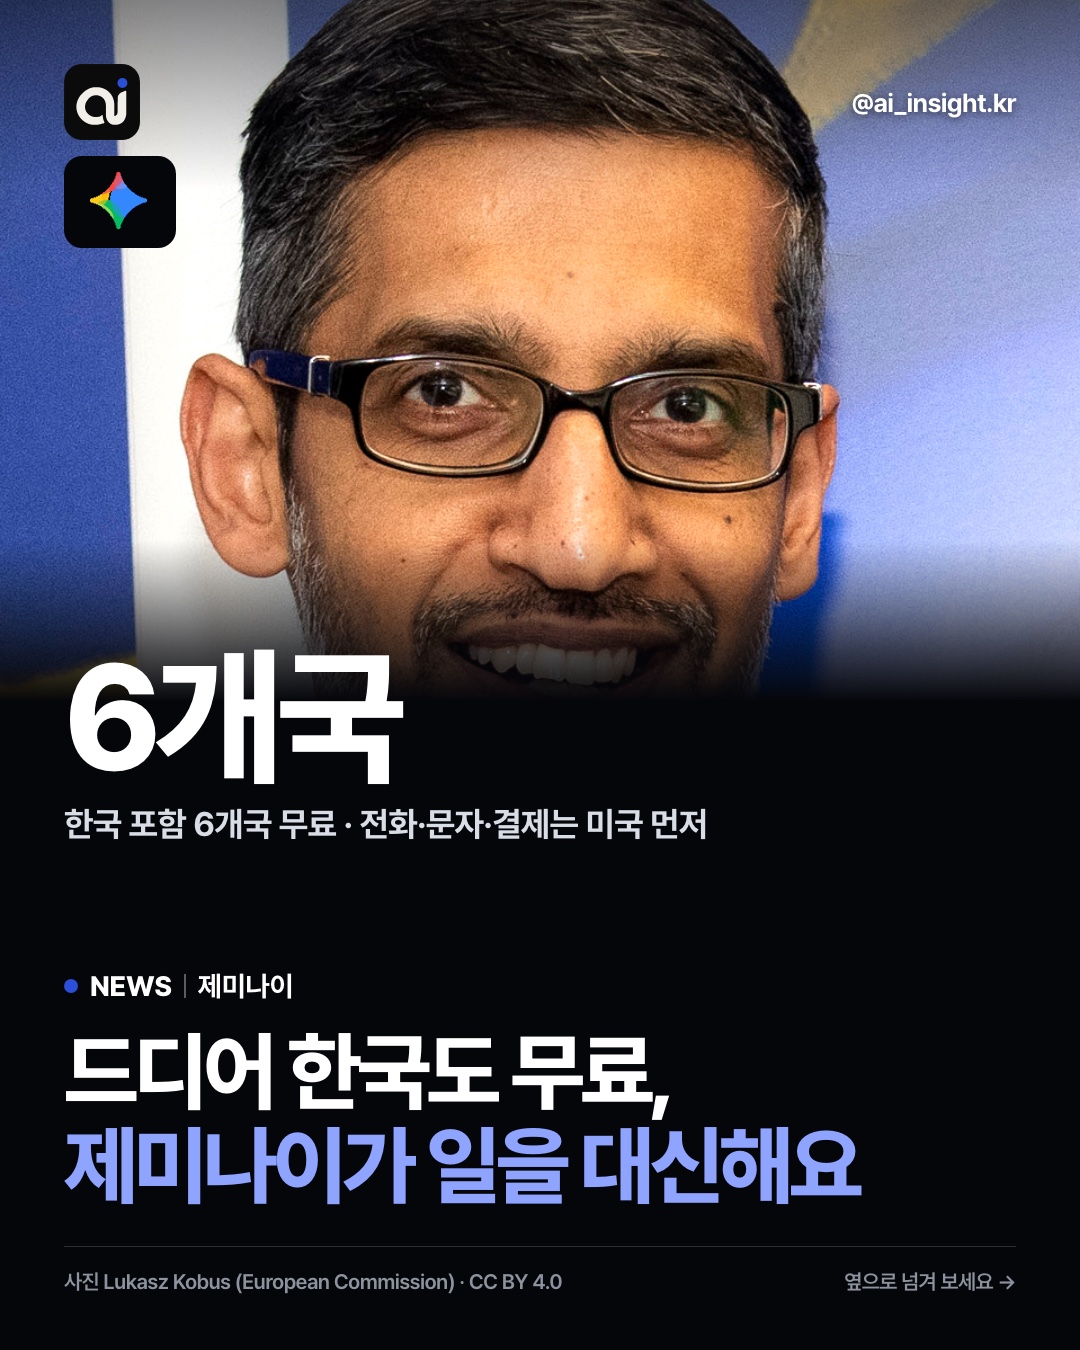 ai
@ai_insight.kr
6개국
한국 포함 6개국 무료 · 전화·문자·결제는 미국 먼저
NEWS | 제미나이
드디어 한국도 무료,
제미나이가 일을 대신해요
사진 Lukasz Kobus (European Commission) · CC BY 4.0
옆으로 넘겨 보세요 →